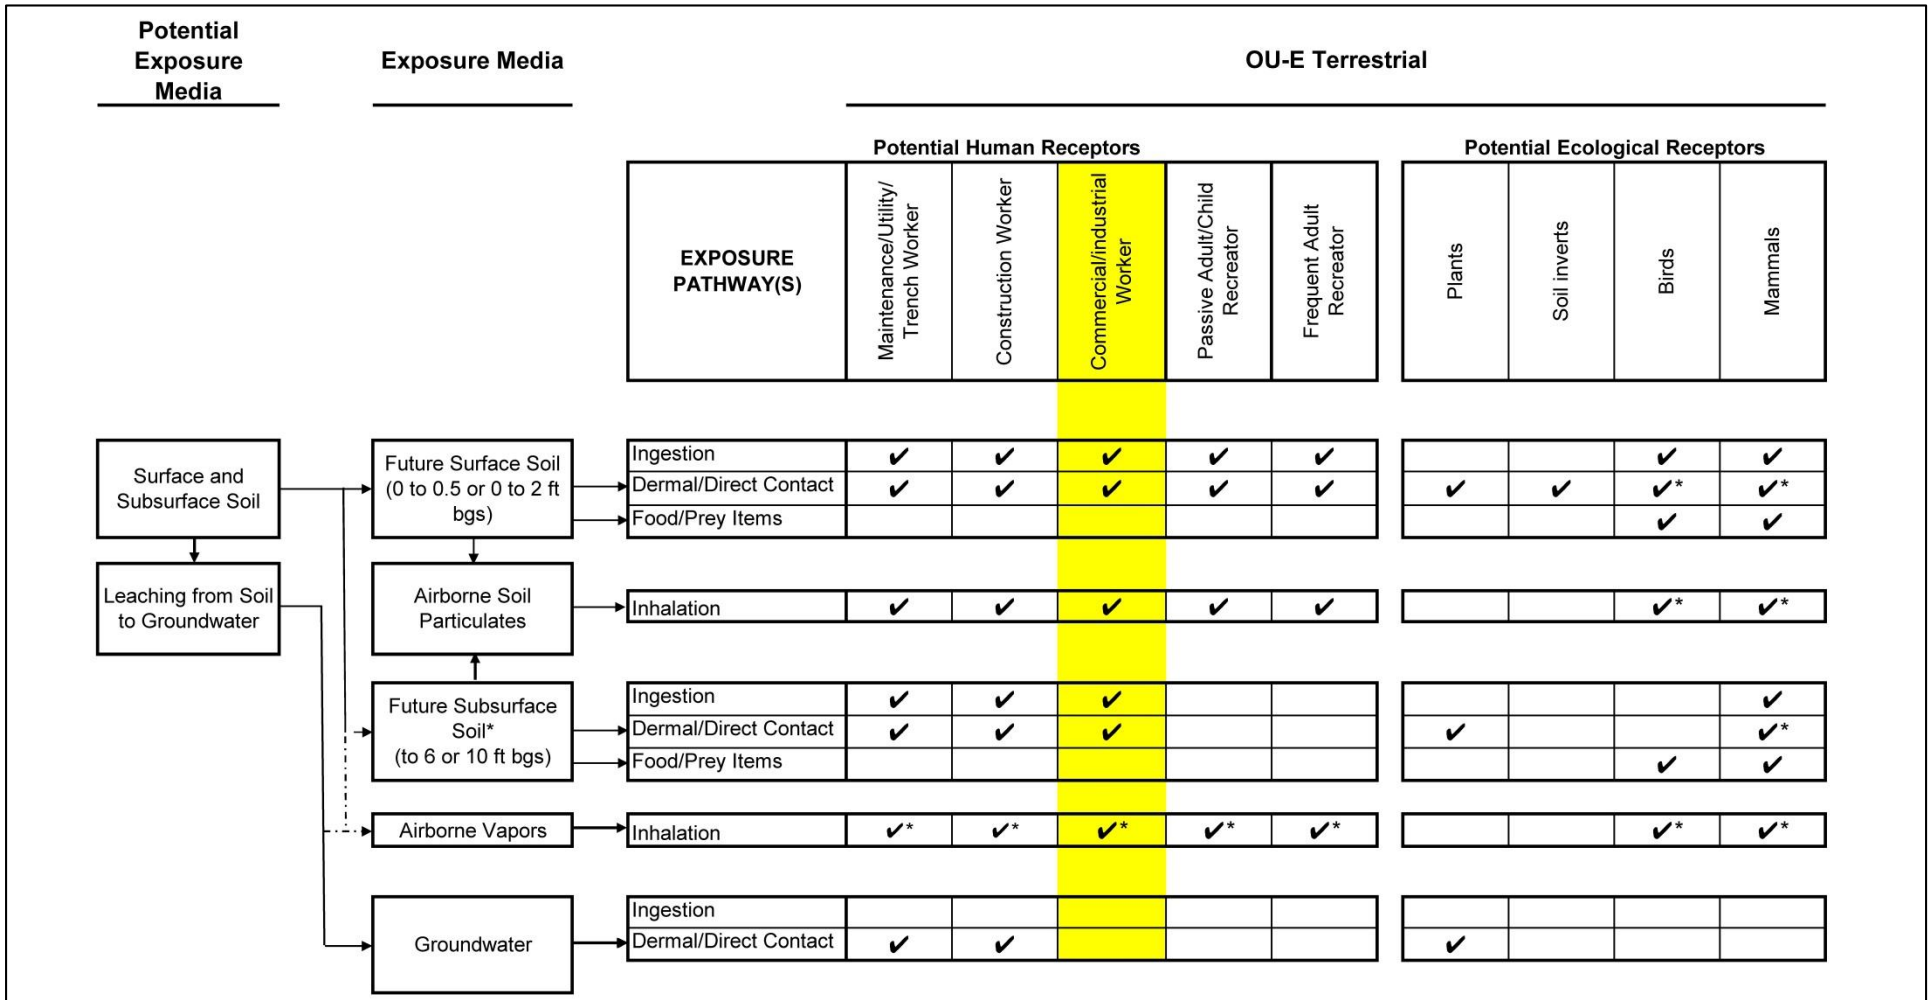 Potential
Exposure
Media
Exposure Media
OU-E Terrestrial
Potential Human Receptors
Potential Ecological Receptors
EXPOSURE
PATHWAY(S)
Maintenance/Utility/
Trench Worker
Construction Worker
Commercial/industrial
Worker
Passive Adult/Child
Recreator
Frequent Adult
Recreator
Plants
Soil inverts
Birds
Mammals
Surface and
Subsurface Soil
Future Surface Soil
(0 to 0.5 or 0 to 2 ft
bgs)
Ingestion ✔ ✔ ✔ ✔ ✔ ✔ ✔
Dermal/Direct Contact ✔ ✔ ✔ ✔ ✔ ✔ ✔ ✔* ✔*
Food/Prey Items ✔ ✔
Leaching from Soil
to Groundwater
Airborne Soil
Particulates
Inhalation ✔ ✔ ✔ ✔ ✔ ✔* ✔*
Future Subsurface
Soil*
(to 6 or 10 ft bgs)
Ingestion ✔ ✔ ✔ ✔
Dermal/Direct Contact ✔ ✔ ✔ ✔ ✔*
Food/Prey Items ✔ ✔
Airborne Vapors
Inhalation ✔* ✔* ✔* ✔* ✔* ✔* ✔*
Groundwater
Ingestion
Dermal/Direct Contact ✔ ✔ ✔